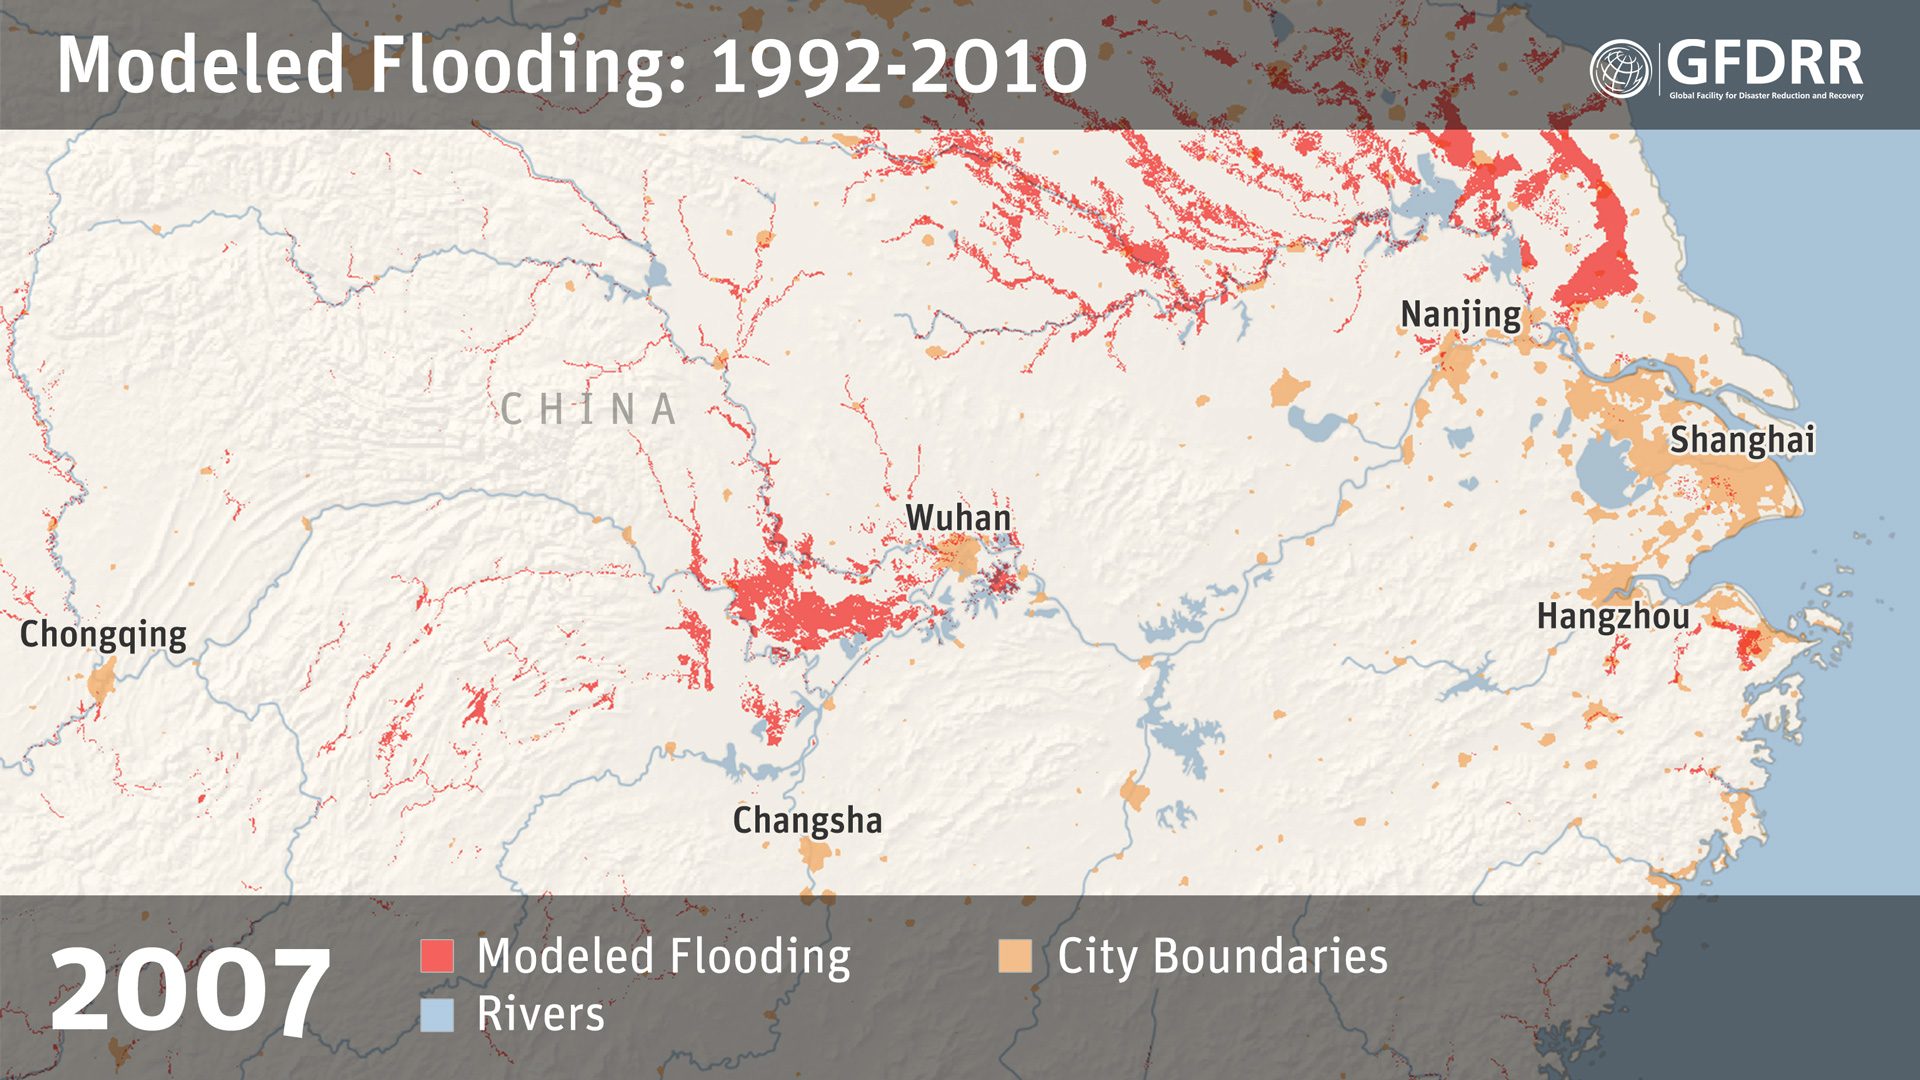 Modeled Flooding: 1992-2010
GFDRR
Global Facility for Disaster Reduction and Recovery
Nanjing
CHINA
Shanghai
Wuhan
Hangzhou
Chongqing
Changsha
2007
Modeled Flooding
City Boundaries
Rivers